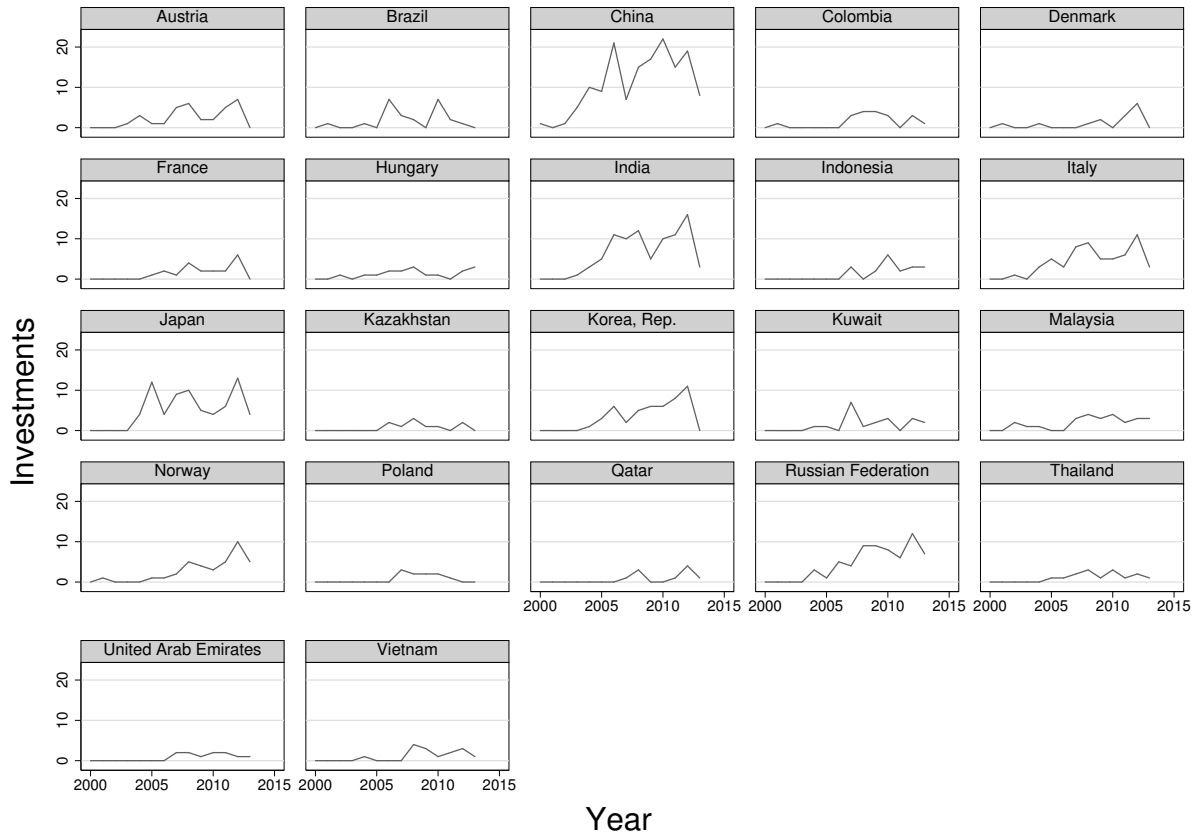 Austria Brazil China Colombia Denmark
0 10 20
France Hungary India Indonesia Italy
0 10 20
Japan Kazakhstan Korea, Rep. Kuwait Malaysia
0 10 20
Norway Poland Qatar Russian Federation Thailand
0 10 20
2000 2005 2010 2015 2000 2005 2010 2015 2000 2005 2010 2015
United Arab Emirates Vietnam
0 10 20
2000 2005 2010 2015 2000 2005 2010 2015
Investments
Year